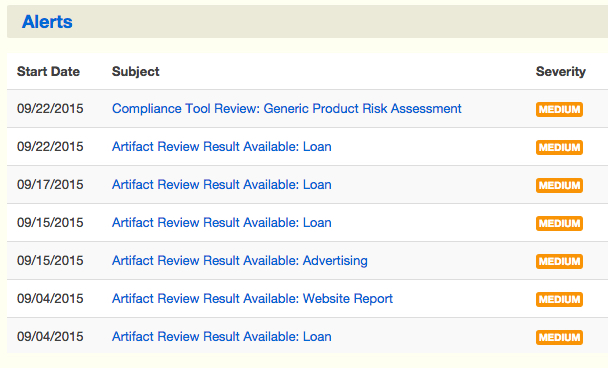 Alerts
Start Date Subject Severity
09/22/2015 Compliance Tool Review: Generic Product Risk Assessment MEDIUM
09/22/2015 Artifact Review Result Available: Loan MEDIUM
09/17/2015 Artifact Review Result Available: Loan MEDIUM
09/15/2015 Artifact Review Result Available: Loan MEDIUM
09/15/2015 Artifact Review Result Available: Advertising MEDIUM
09/04/2015 Artifact Review Result Available: Website Report MEDIUM
09/04/2015 Artifact Review Result Available: Loan MEDIUM